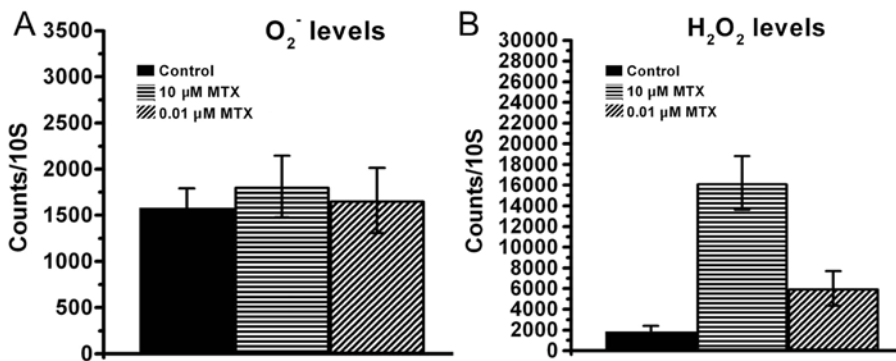 A
O₂⁻ levels
Counts/10S
3500
3000
2500
2000
1500
1000
500
0
Control
10 µM MTX
0.01 µM MTX
B
H₂O₂ levels
Counts/10S
30000
28000
26000
24000
22000
20000
18000
16000
14000
12000
10000
8000
6000
4000
2000
0
Control
10 µM MTX
0.01 µM MTX